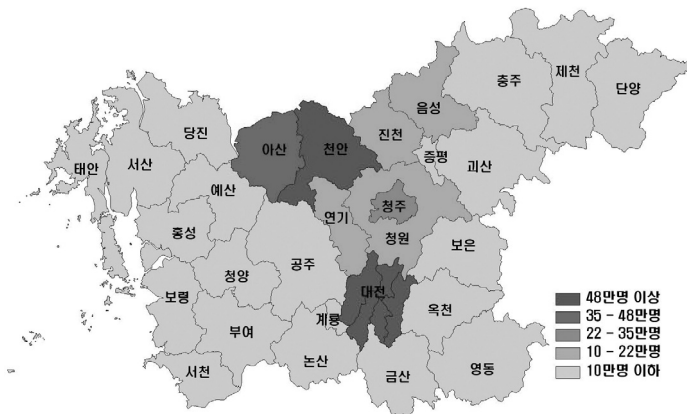 제천
충주
단양
음성
당진
진천
아산
천안
증평
태안
서산
괴산
예산
청주
연기
홍성
청원
보은
공주
청양
대전
보령
48만명 이상
옥천
계룡
35 - 48만명
부여
22 - 35만명
논산
10 - 22만명
서천
금산
영동
10만명 이하